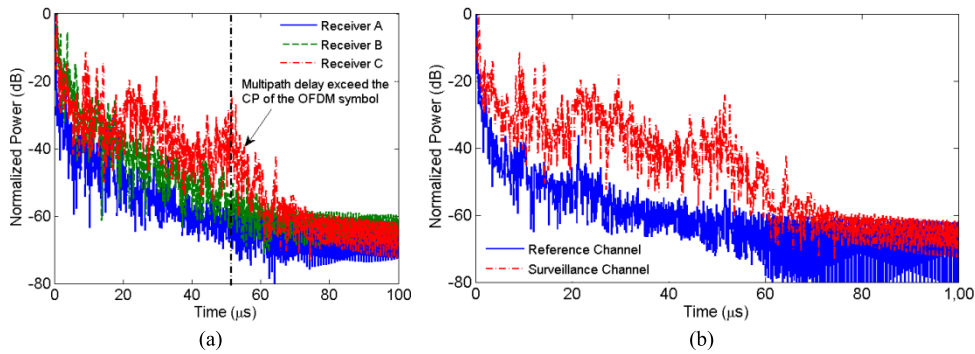 0
−20
−40
−60
−80
Normalized Power (dB)
0
20
40
60
80
100
Time (μs)
Receiver A
Receiver B
Receiver C
Multipath delay exceed the
CP of the OFDM symbol
(a)
0
−20
−40
−60
−80
Normalized Power (dB)
Reference Channel
Surveillance Channel
0
20
40
60
80
1,00
Time (μs)
(b)